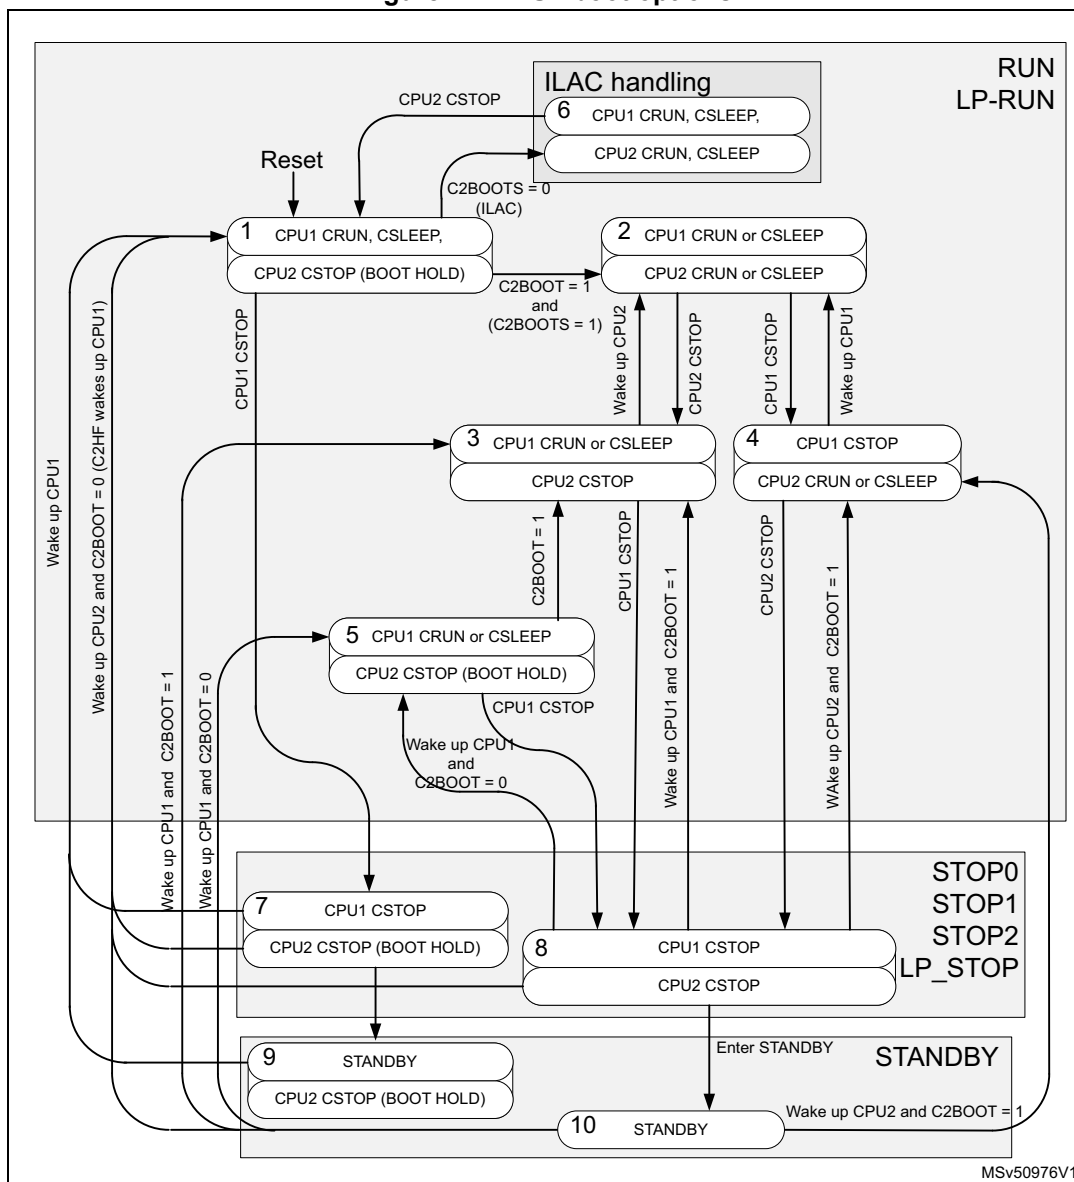 RUN
LP-RUN
ILAC handling
6
CPU1 CRUN, CSLEEP,
CPU2 CRUN, CSLEEP
CPU2 CSTOP
Reset
C2BOOTS = 0
(ILAC)
1
CPU1 CRUN, CSLEEP,
CPU2 CSTOP (BOOT HOLD)
2
CPU1 CRUN or CSLEEP
CPU2 CRUN or CSLEEP
C2BOOT = 1
and
(C2BOOTS = 1)
Wake up CPU2
CPU2 CSTOP
CPU1 CSTOP
Wake up CPU1
CPU1 CSTOP
Wake up CPU1
Wake up CPU2 and C2BOOT = 0 (C2HF wakes up CPU1)
3
CPU1 CRUN or CSLEEP
CPU2 CSTOP
4
CPU1 CSTOP
CPU2 CRUN or CSLEEP
C2BOOT = 1
CPU1 CSTOP
Wake up CPU1 and C2BOOT = 1
CPU2 CSTOP
WAke up CPU2 and C2BOOT = 1
5
CPU1 CRUN or CSLEEP
CPU2 CSTOP (BOOT HOLD)
CPU1 CSTOP
Wake up CPU1
and
C2BOOT = 0
Wake up CPU1 and C2BOOT = 1
Wake up CPU1 and C2BOOT = 0
STOP0
STOP1
STOP2
LP_STOP
7
CPU1 CSTOP
CPU2 CSTOP (BOOT HOLD)
8
CPU1 CSTOP
CPU2 CSTOP
Enter STANDBY
STANDBY
9
STANDBY
CPU2 CSTOP (BOOT HOLD)
10
STANDBY
Wake up CPU2 and C2BOOT = 1
MSv50976V1